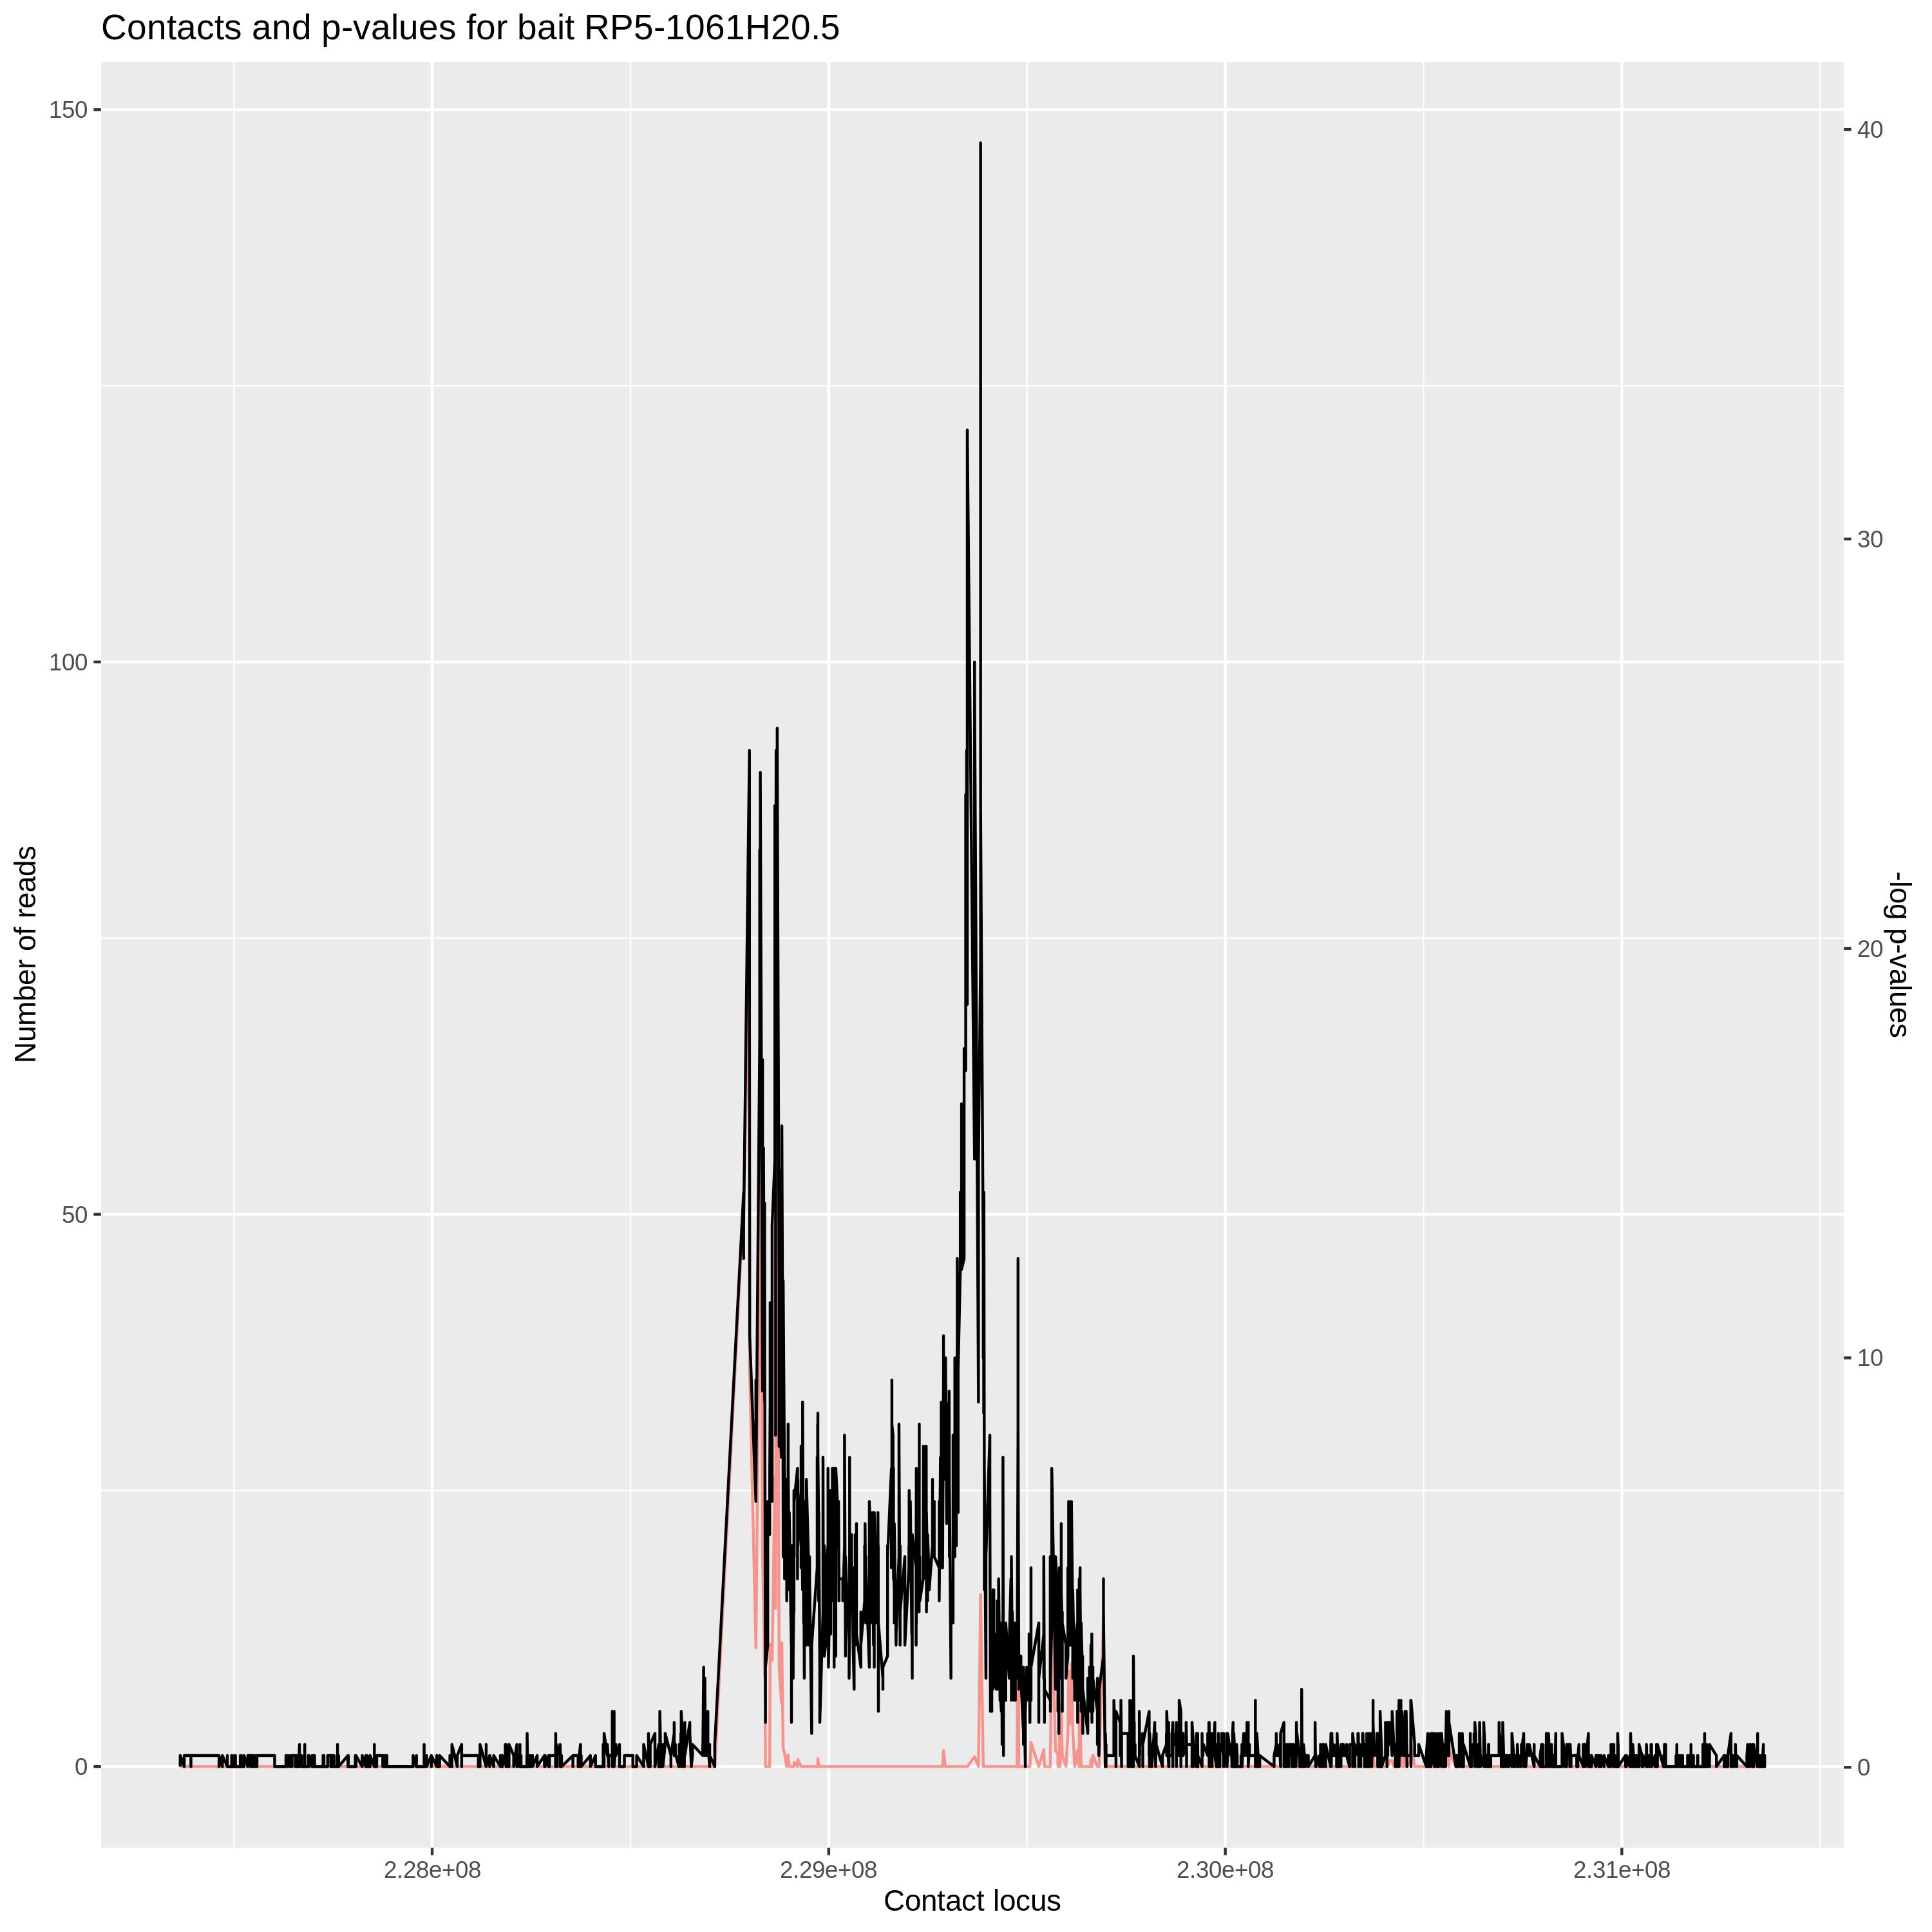 Contacts and p-values for bait RP5-1061H20.5
150
100
50
0
Number of reads
40
30
20
10
0
-log p-values
2.28e+08
2.29e+08
2.30e+08
2.31e+08
Contact locus